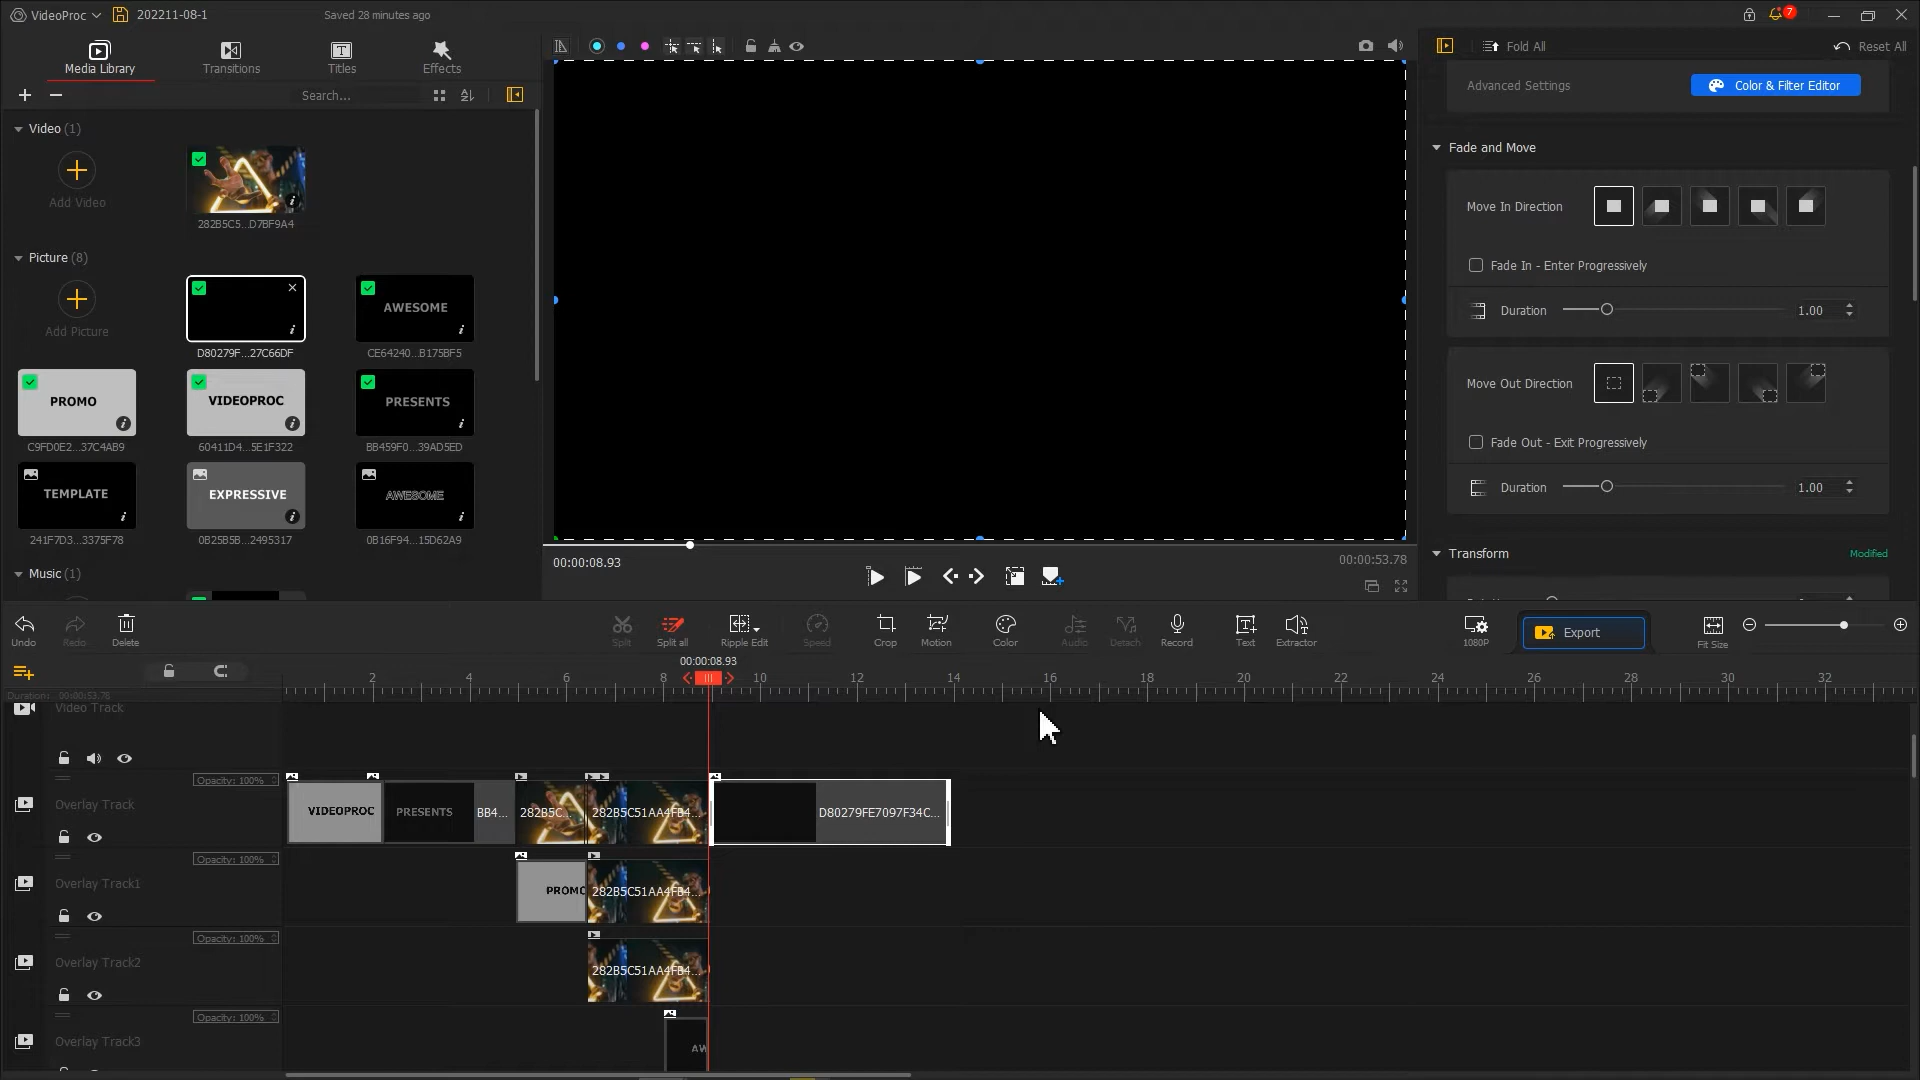 VideoProc
202211-08-1
Saved 28 minutes ago
7
Media Library
Transitions
Titles
Effects
Fold All
Reset All
Search...
Advanced Settings
Color & Filter Editor
Video (1)
Add Video
282B5C5...D7BF9A4
Fade and Move
Move In Direction
Fade In - Enter Progressively
Duration
1.00
Picture (8)
Add Picture
D80279F...27C66DF
AWESOME
CE64240...B175BF5
Move Out Direction
Fade Out - Exit Progressively
Duration
1.00
PROMO
C9FD0E2...37C4AB9
VIDEOPROC
60411D4...5E1F322
PRESENTS
BB459F0...39AD5ED
TEMPLATE
241F7D3...3375F78
EXPRESSIVE
0B25B5B...2495317
AWESOME
0B16F94...15D62A9
Transform
Modified
Music (1)
00:00:08.93
00:00:53.78
Undo
Redo
Delete
Split
Split all
Ripple Edit
Speed
Crop
Motion
Color
Audio
Detach
Record
Text
Extractor
1080P
Export
Fit Size
00:00:08.93
2 4 6 8 10 12 14 16 18 20 22 24 26 28 30 32
Duration: 00:00:53.78
Video Track
Opacity: 100%
Overlay Track
VIDEOPROC
PRESENTS
BB4...
282B5C...
282B5C51AA4FB4...
D80279FE7097F34C...
Opacity: 100%
Overlay Track1
PROMO
282B5C51AA4FB4...
Opacity: 100%
Overlay Track2
282B5C51AA4FB4...
Opacity: 100%
Overlay Track3
AW